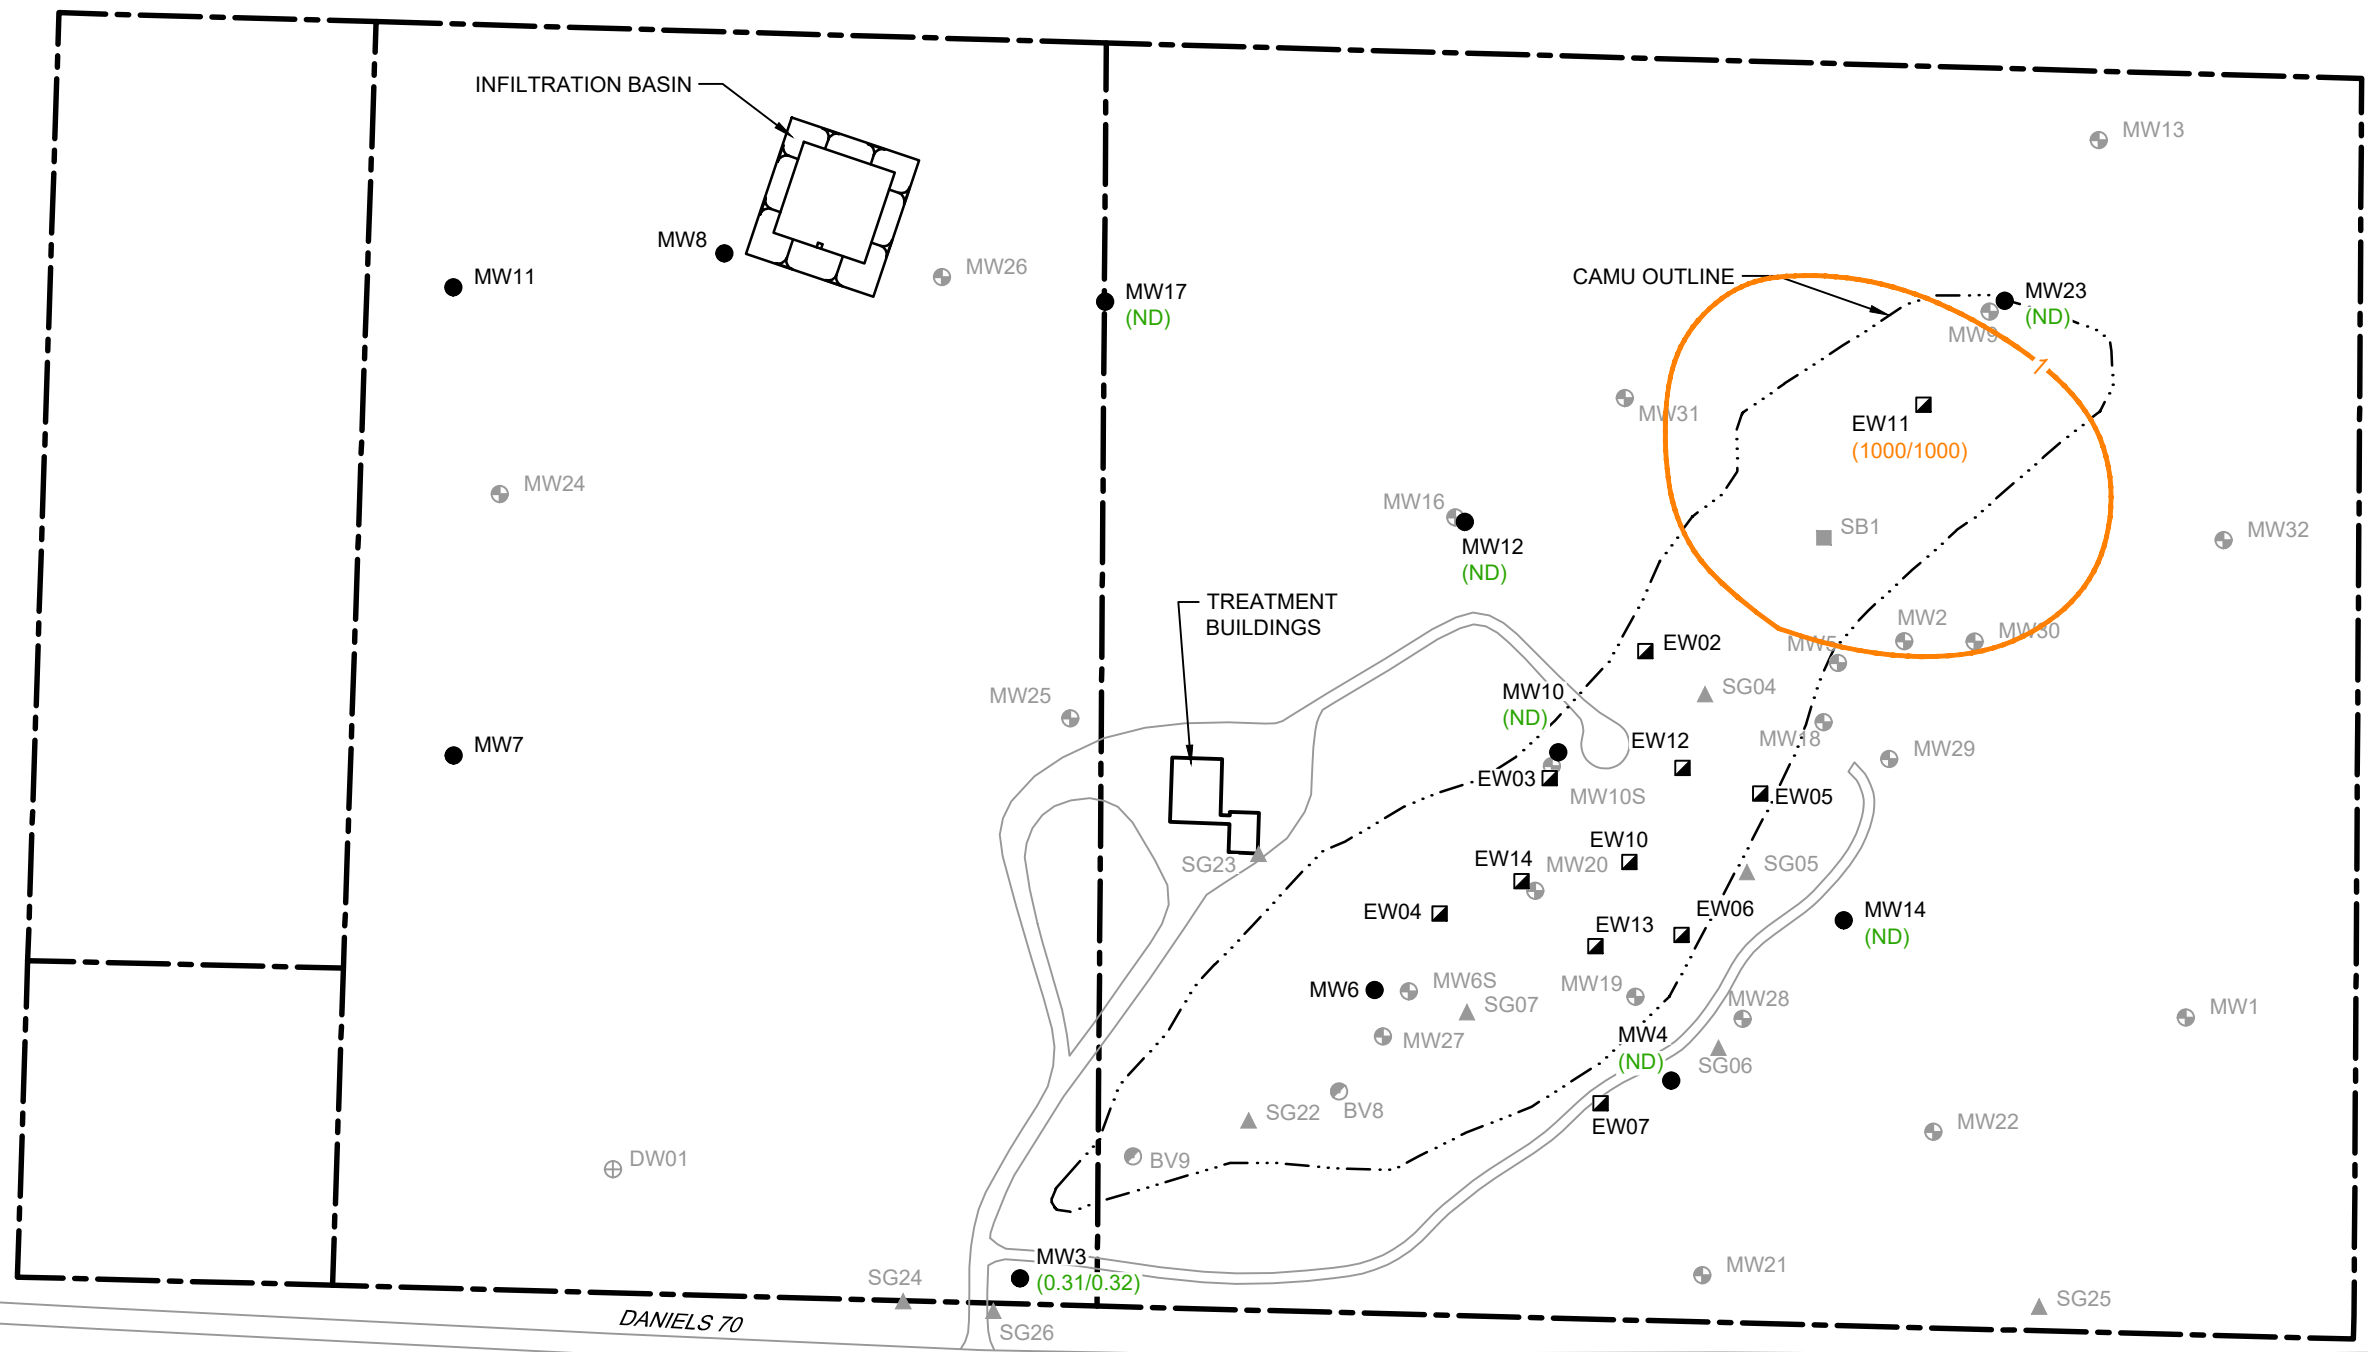 INFILTRATION BASIN
MW13
MW8
MW26
MW11
MW17
(ND)
CAMU OUTLINE
MW23
(ND)
MW9
1
MW31
EW11
(1000/1000)
MW24
MW16
MW12
(ND)
SB1
MW32
TREATMENT
BUILDINGS
MW2
MW30
MW5
EW02
MW25
MW10
(ND)
SG04
MW7
EW12
MW18
MW29
EW03
MW10S
EW05
SG23
EW14
MW20
EW10
SG05
EW04
EW13
EW06
MW14
(ND)
MW6
MW6S
SG07
MW19
MW28
MW1
MW27
MW4
(ND)
SG06
SG22
BV8
EW07
MW22
DW01
BV9
MW3
(0.31/0.32)
SG24
MW21
SG25
DANIELS 70
SG26